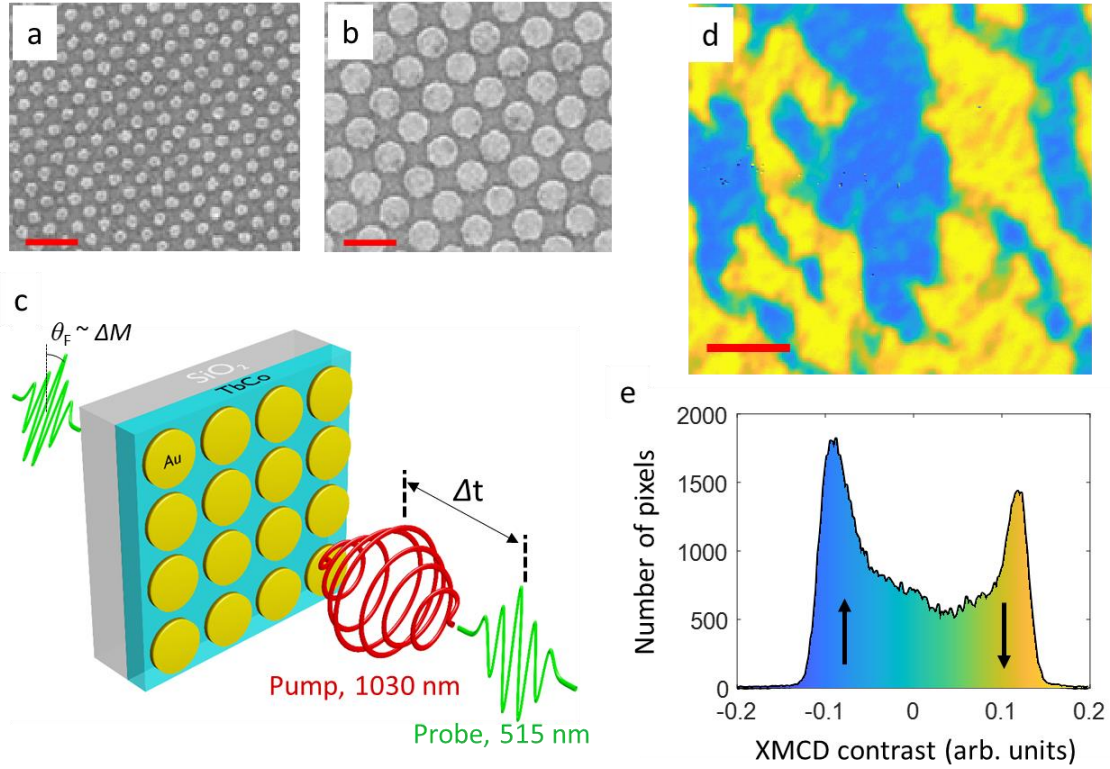 a
b
c
θF ~ ΔM
SiO2
TbCo
Au
Δt
Pump, 1030 nm
Probe, 515 nm
d
e
Number of pixels
2000
1500
1000
500
0
-0.2
-0.1
0
0.1
0.2
XMCD contrast (arb. units)